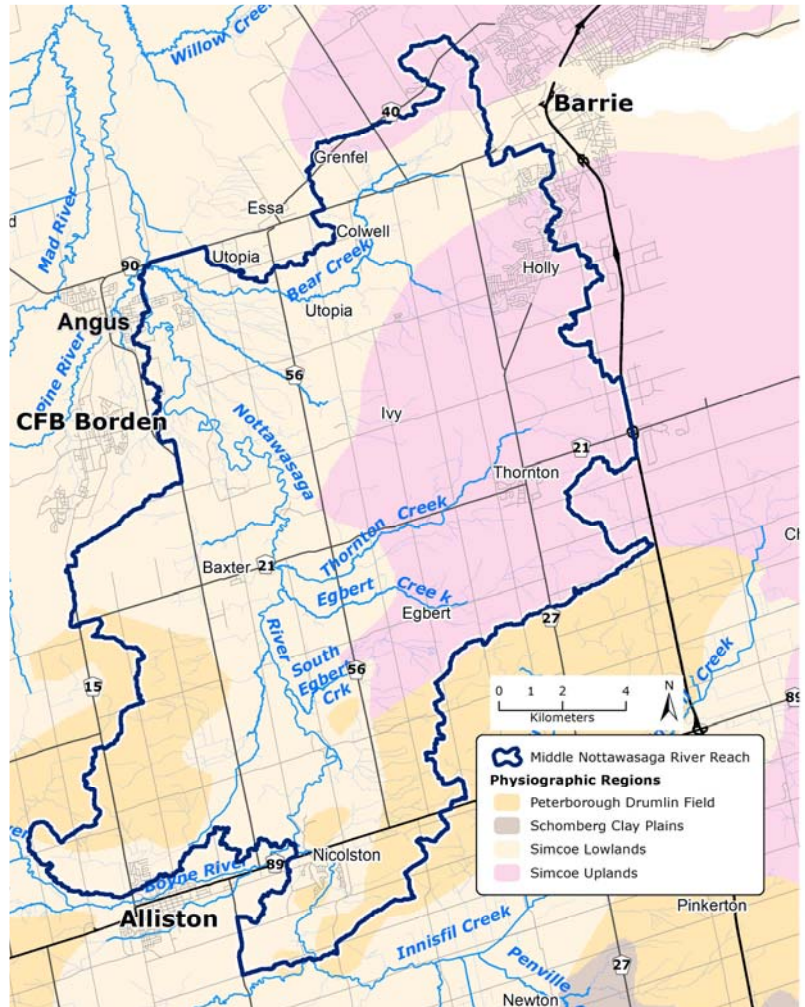 Willow Creek
Barrie
40
Grenfel
Mad River
Essa
Colwell
90
Utopia
Bear Creek
Holly
Utopia
Angus
Pine River
56
CFB Borden
Nottawasaga
Ivy
21
Thornton
Thornton Creek
Baxter
21
Egbert Creek
Egbert
27
River
South
Egbert
Crk
56
15
Creek
0 1 2 4
Kilometers
N
89
Middle Nottawasaga River Reach
Physiographic Regions
Peterborough Drumlin Field
Schomberg Clay Plains
Simcoe Lowlands
Simcoe Uplands
Nicolston
89
Boyne River
Alliston
Pinkerton
Innisfil Creek
27
Penville
Newton